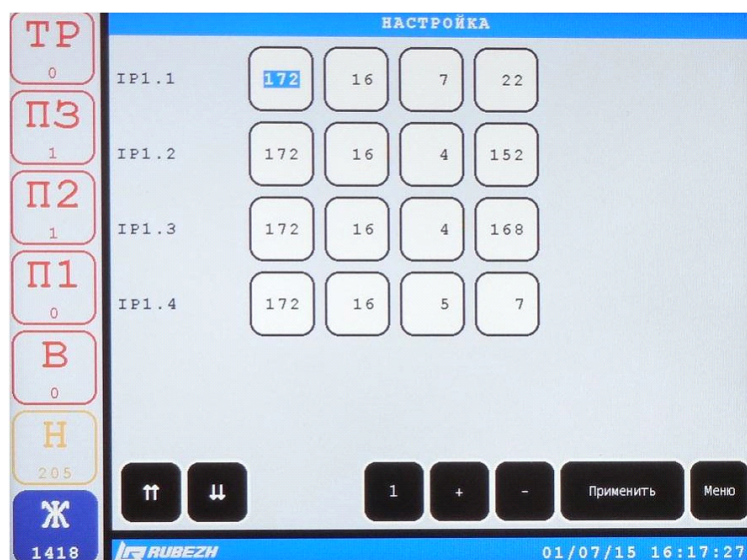 НАСТРОЙКА
ТР
0
П3
1
П2
1
П1
0
В
0
Н
205
Ж
1418
IP1.1 172 16 7 22
IP1.2 172 16 4 152
IP1.3 172 16 4 168
IP1.4 172 16 5 7
1 + - Применить Меню
RUBEZH 01/07/15 16:17:27